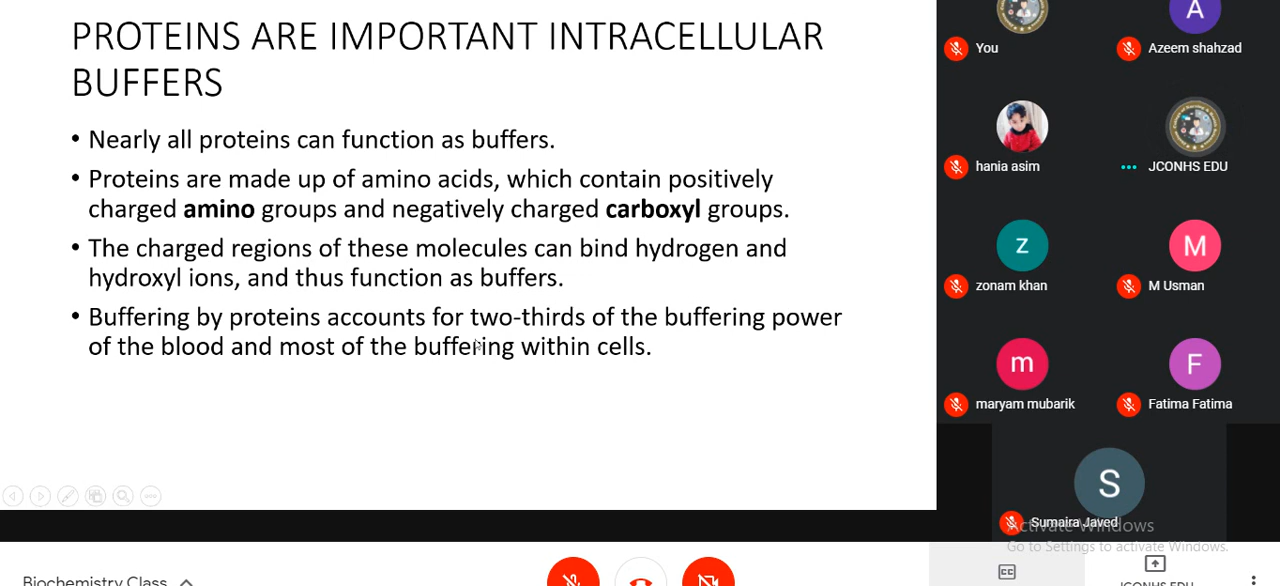 PROTEINS ARE IMPORTANT INTRACELLULAR
BUFFERS
• Nearly all proteins can function as buffers.
• Proteins are made up of amino acids, which contain positively
charged amino groups and negatively charged carboxyl groups.
• The charged regions of these molecules can bind hydrogen and
hydroxyl ions, and thus function as buffers.
• Buffering by proteins accounts for two-thirds of the buffering power
of the blood and most of the buffering within cells.
A
You
Azeem shahzad
hania asim
JCONHS EDU
z
M
zonam khan
M Usman
m
F
maryam mubarik
Fatima Fatima
S
Sumaira Javed
Activate Windows
Go to Settings to activate Windows.
Biochemistry Class
CC
JCONHS EDU